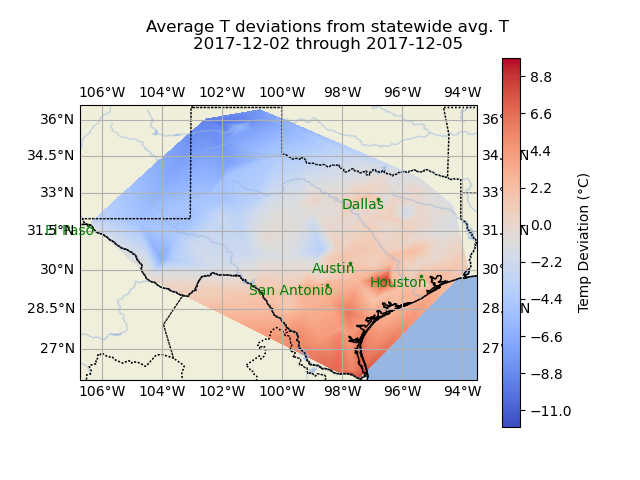 Average T deviations from statewide avg. T
2017-12-02 through 2017-12-05
106°W 104°W 102°W 100°W 98°W 96°W 94°W
36°N
34.5°N
33°N
31.5°N
30°N
28.5°N
27°N
El Paso
Dallas
Austin
San Antonio
Houston
36°N
34.5°N
33°N
31.5°N
30°N
28.5°N
27°N
106°W 104°W 102°W 100°W 98°W 96°W 94°W
8.8
6.6
4.4
2.2
0.0
−2.2
−4.4
−6.6
−8.8
−11.0
Temp Deviation (°C)